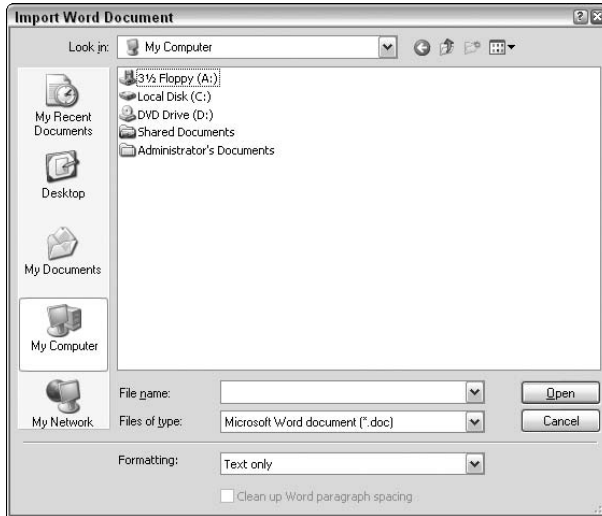 Import Word Document
Look in:
My Computer
3½ Floppy (A:)
Local Disk (C:)
DVD Drive (D:)
Shared Documents
Administrator's Documents
My Recent
Documents
Desktop
My Documents
My Computer
My Network
File name:
Open
Files of type:
Microsoft Word document (*.doc)
Cancel
Formatting:
Text only
Clean up Word paragraph spacing